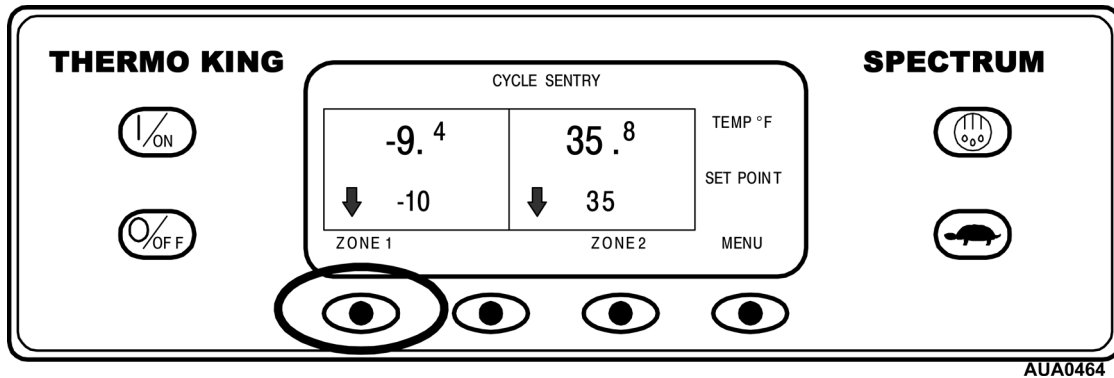 THERMO KING
SPECTRUM
CYCLE SENTRY
I/ON
-9.4
35.8
TEMP °F
-10
35
SET POINT
O/OFF
ZONE 1
ZONE 2
MENU
AUA0464